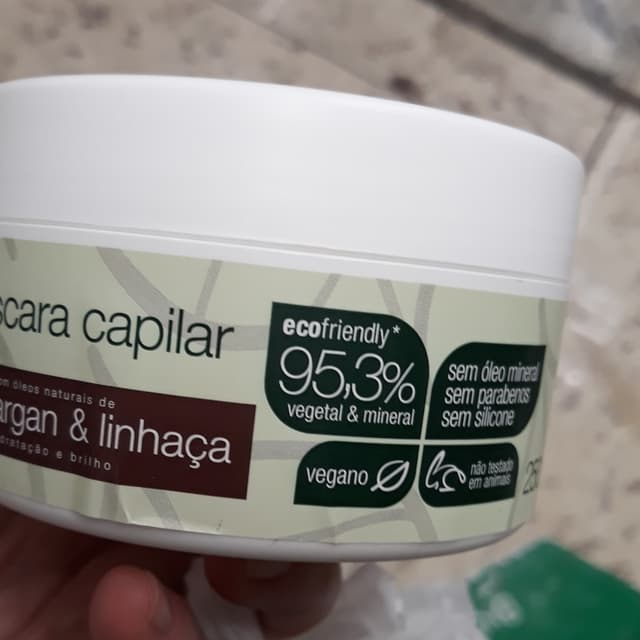 scara capilar
om óleos naturais de
argan & linhaça
dratação e brilho
ecofriendly*
95,3%
vegetal & mineral
sem óleo mineral
sem parabenos
sem silicone
vegano
não testado
em animais